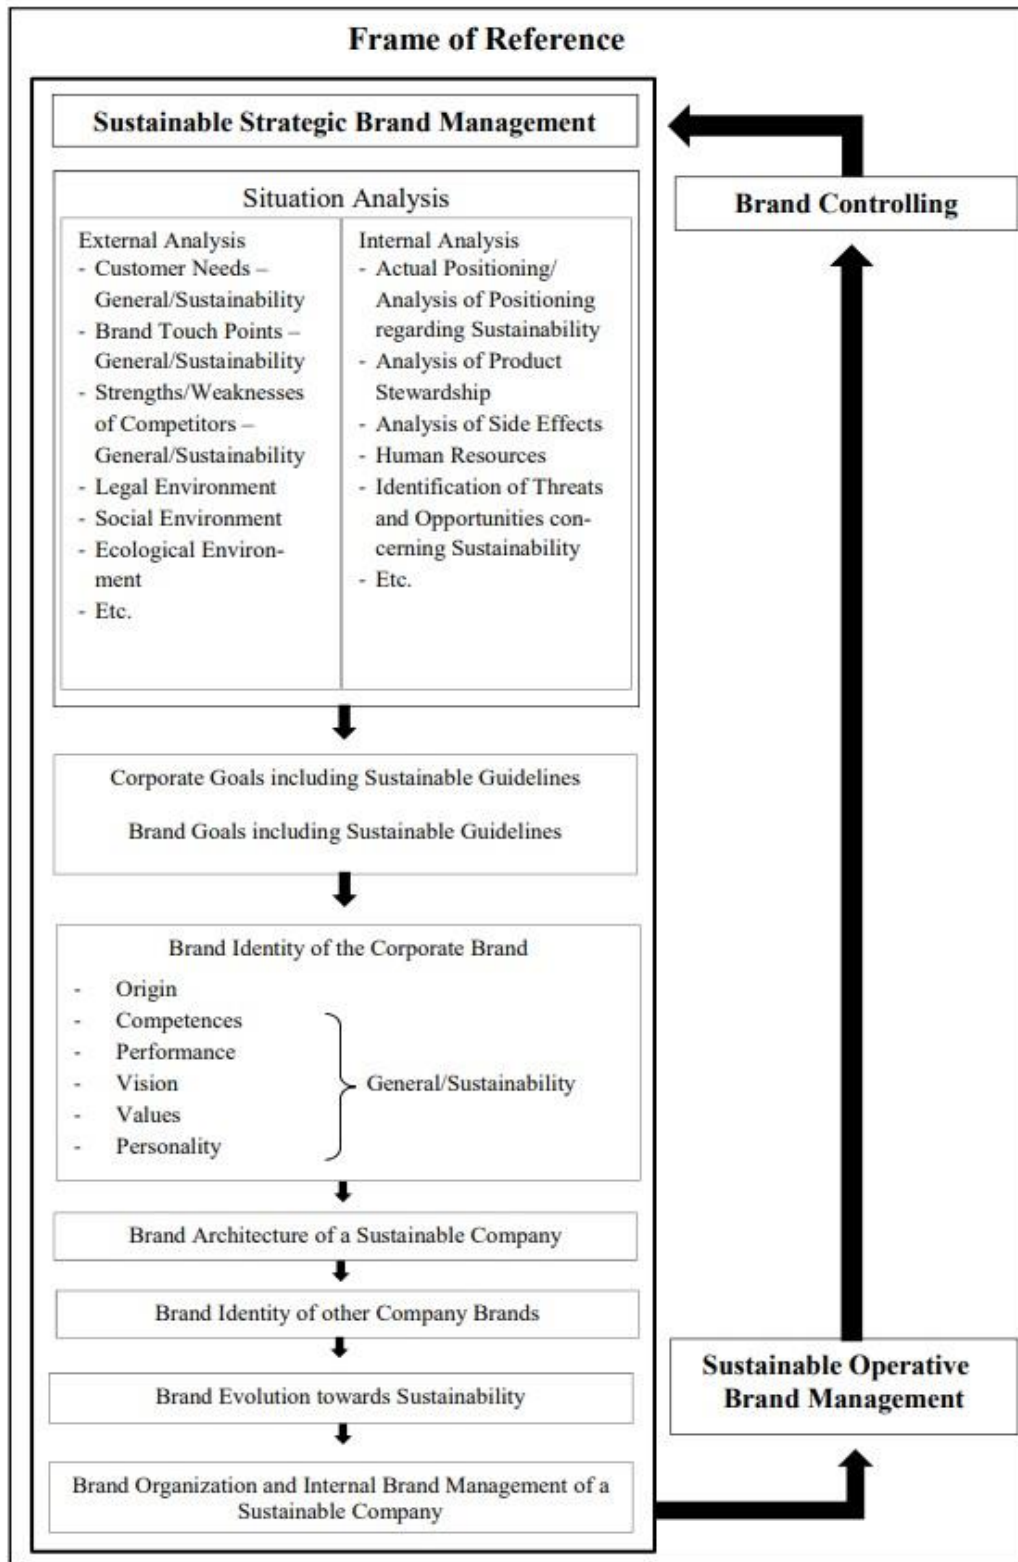 Frame of Reference
Sustainable Strategic Brand Management
Situation Analysis
External Analysis
- Customer Needs –
General/Sustainability
- Brand Touch Points –
General/Sustainability
- Strengths/Weaknesses
of Competitors –
General/Sustainability
- Legal Environment
- Social Environment
- Ecological Environ-
ment
- Etc.
Internal Analysis
- Actual Positioning/
Analysis of Positioning
regarding Sustainability
- Analysis of Product
Stewardship
- Analysis of Side Effects
- Human Resources
- Identification of Threats
and Opportunities con-
cerning Sustainability
- Etc.
Corporate Goals including Sustainable Guidelines
Brand Goals including Sustainable Guidelines
Brand Identity of the Corporate Brand
- Origin
- Competences
- Performance
- Vision
- Values
- Personality
General/Sustainability
Brand Architecture of a Sustainable Company
Brand Identity of other Company Brands
Brand Evolution towards Sustainability
Brand Organization and Internal Brand Management of a
Sustainable Company
Brand Controlling
Sustainable Operative
Brand Management